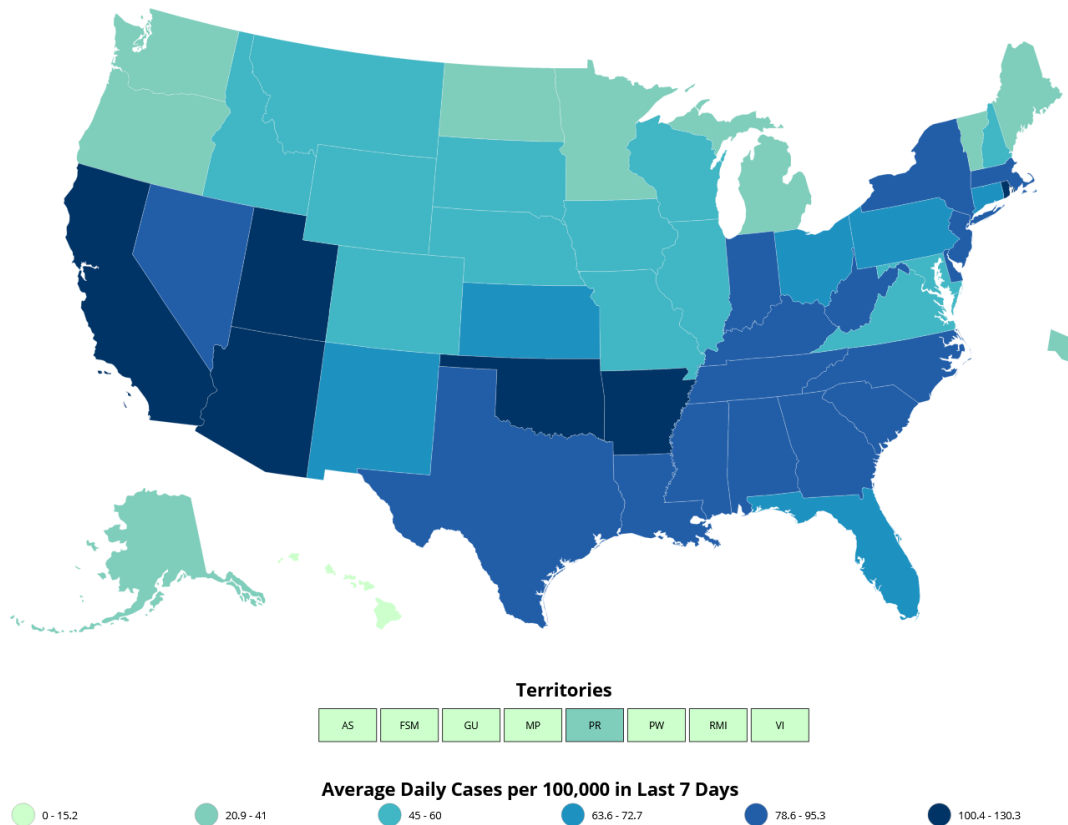 Territories
AS FSM GU MP PR PW RMI VI
Average Daily Cases per 100,000 in Last 7 Days
0 - 15.2 20.9 - 41 45 - 60 63.6 - 72.7 78.6 - 95.3 100.4 - 130.3